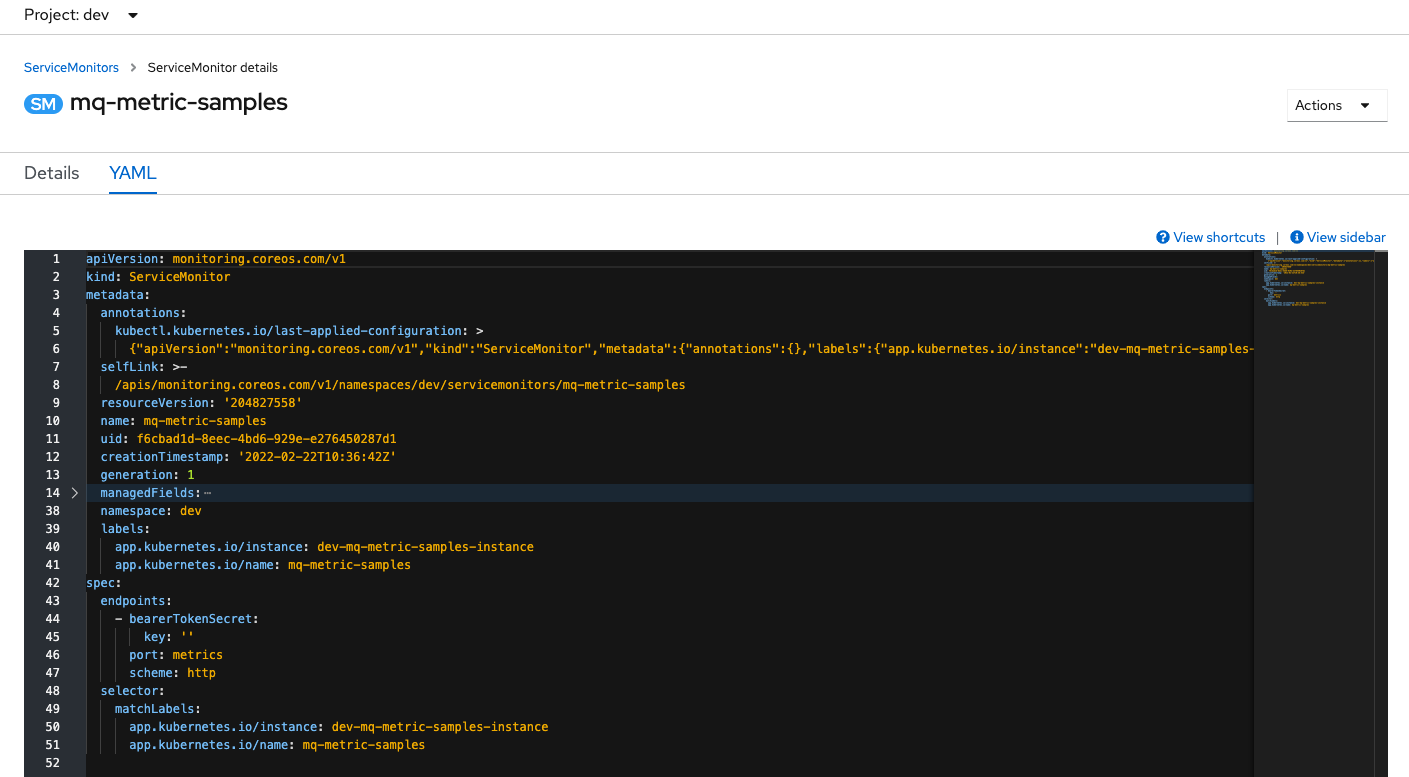 Project: dev
ServiceMonitors > ServiceMonitor details
SM mq-metric-samples
Actions
Details YAML
View shortcuts | View sidebar
1 apiVersion: monitoring.coreos.com/v1
2 kind: ServiceMonitor
3 metadata:
4 annotations:
5 kubectl.kubernetes.io/last-applied-configuration: >
6 {"apiVersion":"monitoring.coreos.com/v1","kind":"ServiceMonitor","metadata":{"annotations":{},"labels":{"app.kubernetes.io/instance":"dev-mq-metric-samples-
7 selfLink: >-
8 /apis/monitoring.coreos.com/v1/namespaces/dev/servicemonitors/mq-metric-samples
9 resourceVersion: '204827558'
10 name: mq-metric-samples
11 uid: f6cbad1d-8eec-4bd6-929e-e276450287d1
12 creationTimestamp: '2022-02-22T10:36:42Z'
13 generation: 1
14 managedFields: ⋯
38 namespace: dev
39 labels:
40 app.kubernetes.io/instance: dev-mq-metric-samples-instance
41 app.kubernetes.io/name: mq-metric-samples
42 spec:
43 endpoints:
44 - bearerTokenSecret:
45 key: ''
46 port: metrics
47 scheme: http
48 selector:
49 matchLabels:
50 app.kubernetes.io/instance: dev-mq-metric-samples-instance
51 app.kubernetes.io/name: mq-metric-samples
52